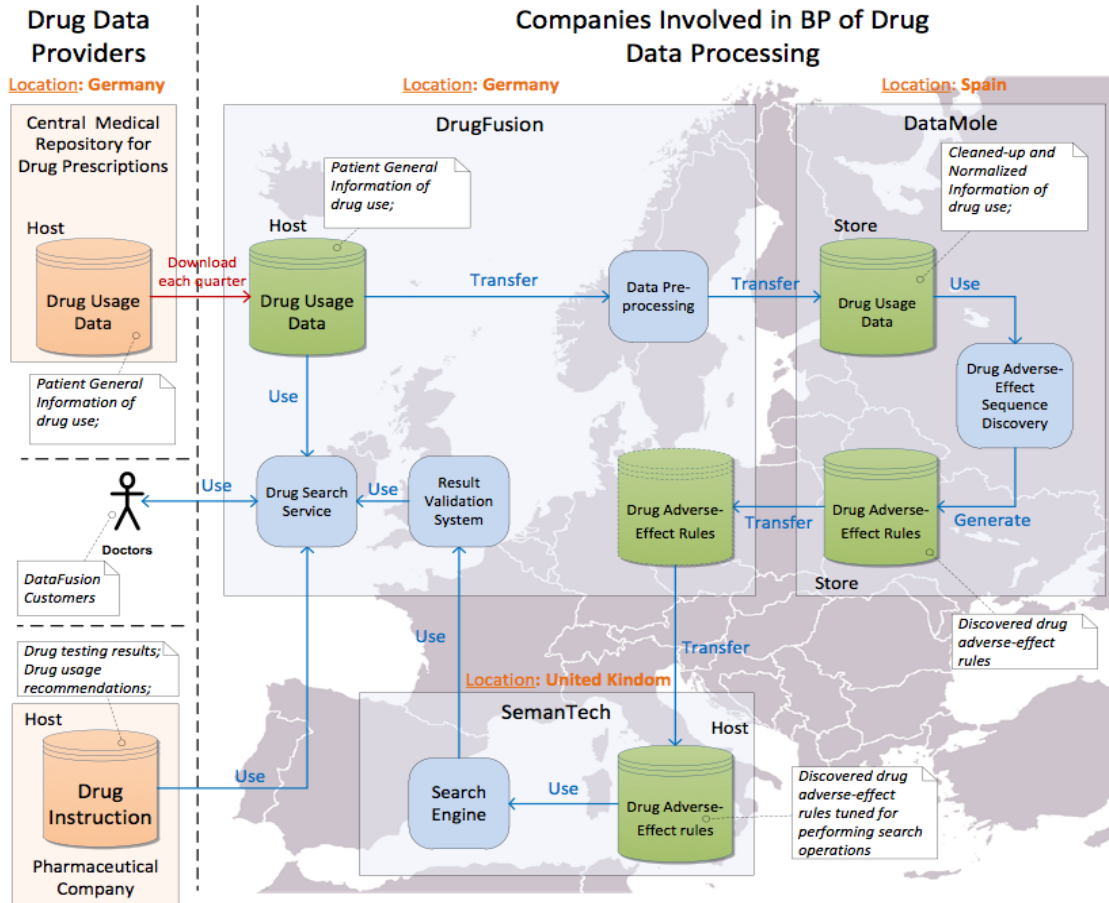 Drug Data
Providers
Location: Germany
Central Medical
Repository for
Drug Prescriptions
Host
Drug Usage
Data
Patient General
Information of
drug use;
Download
each quarter
Use
Doctors
DataFusion
Customers
Drug testing results;
Drug usage
recommendations;
Host
Drug
Instruction
Use
Pharmaceutical
Company
Companies Involved in BP of Drug
Data Processing
Location: Germany
DrugFusion
Patient General
Information of
drug use;
Host
Drug Usage
Data
Transfer
Data Pre-
processing
Transfer
Use
Drug Search
Service
Use
Result
Validation
System
Drug Adverse-
Effect Rules
Transfer
Use
Transfer
Location: Spain
DataMole
Cleaned-up and
Normalized
Information of
drug use;
Store
Drug Usage
Data
Use
Drug Adverse-
Effect
Sequence
Discovery
Generate
Drug Adverse-
Effect Rules
Store
Discovered drug
adverse-effect
rules
Location: United Kindom
SemanTech
Host
Search
Engine
Use
Drug Adverse-
Effect rules
Discovered drug
adverse-effect
rules tuned for
performing search
operations